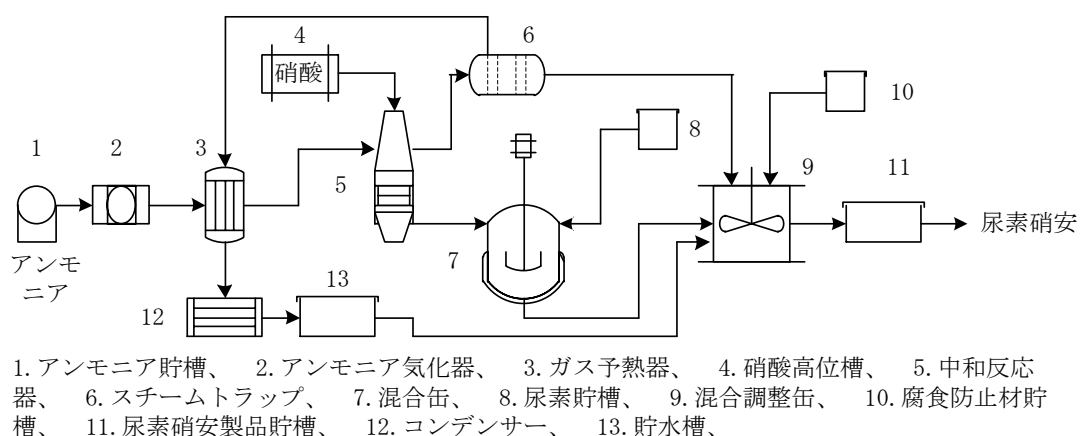 4
6
硝酸
10
8
1
2
3
5
9
11
尿素硝安
7
アンモ
ニア
12
13
1.アンモニア貯槽、 2.アンモニア気化器、 3.ガス予熱器、 4.硝酸高位槽、 5.中和反応
器、 6.スチームトラップ、 7.混合缶、 8.尿素貯槽、 9.混合調整缶、 10.腐食防止材貯
槽、 11.尿素硝安製品貯槽、 12.コンデンサー、 13.貯水槽、